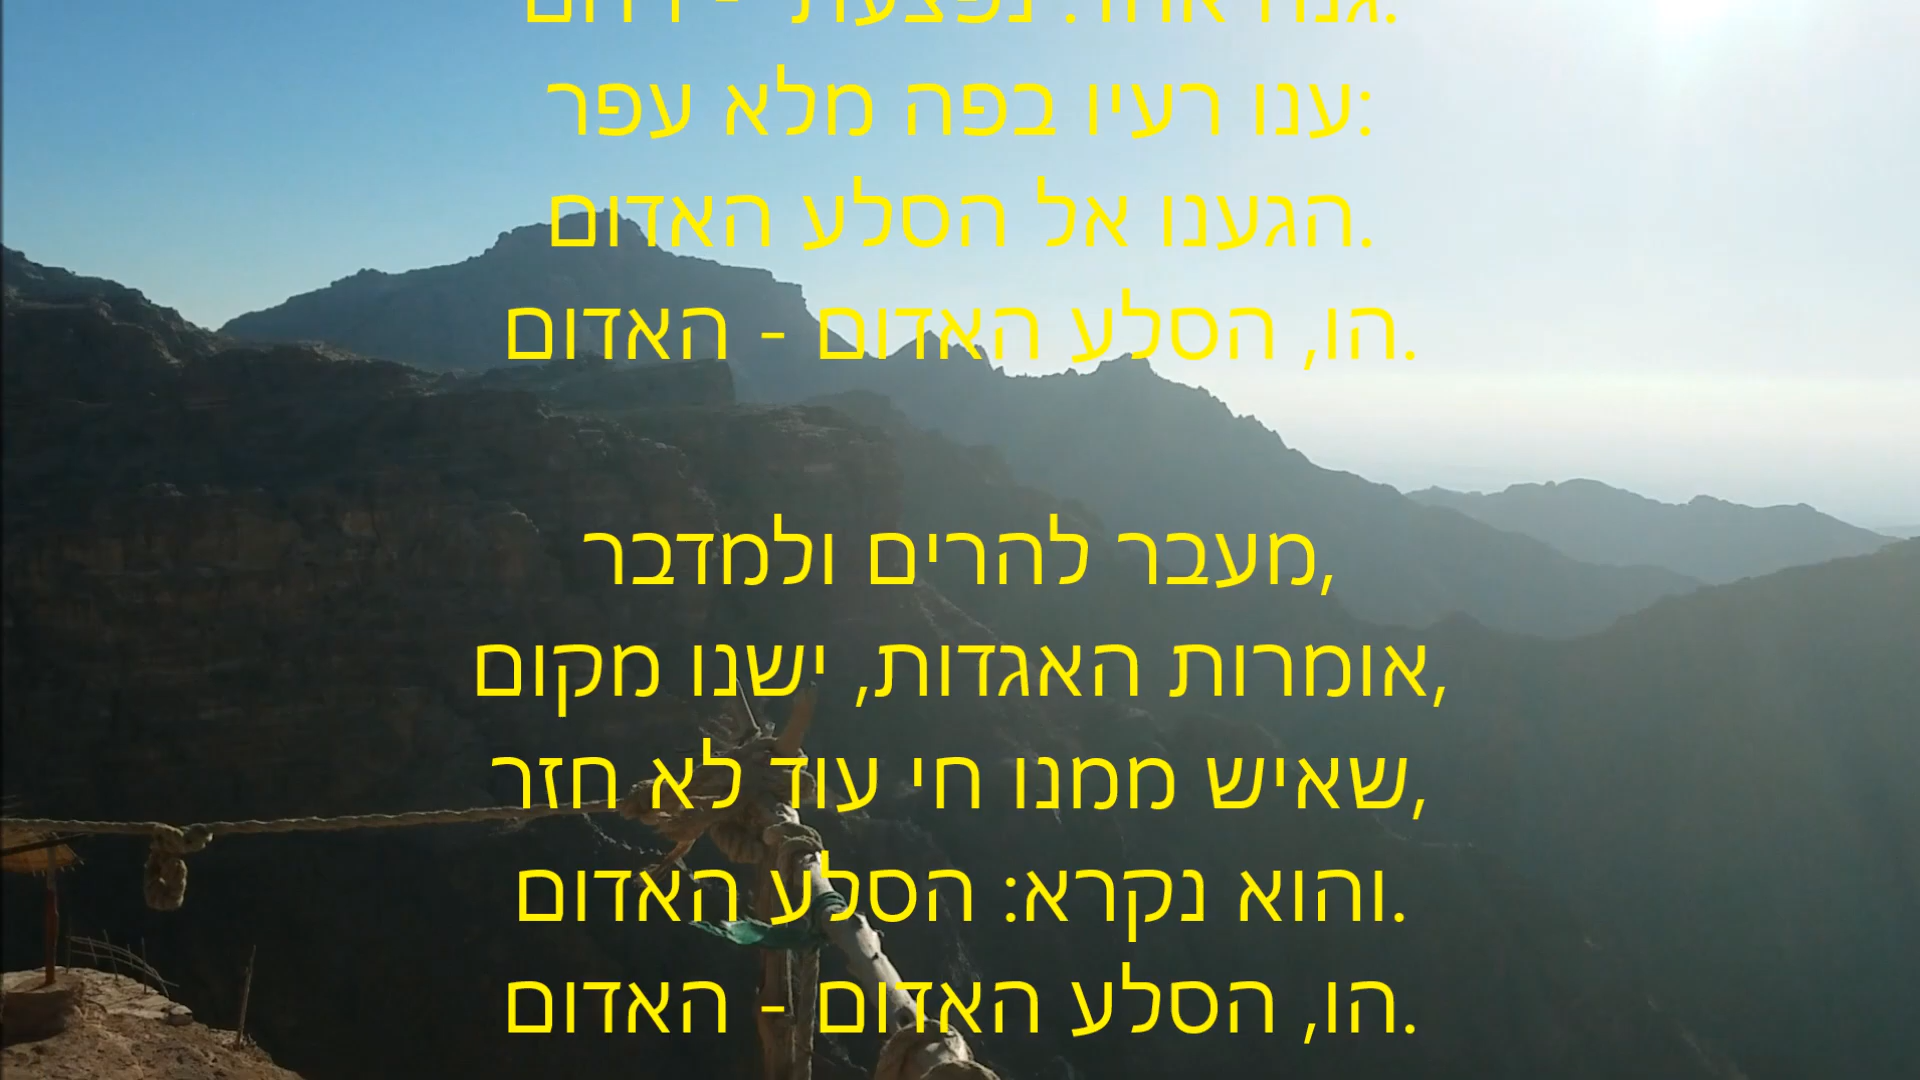 ענו רעיו בפה מלא עפר:
הגענו אל הסלע האדום.
הו, הסלע האדום - האדום.
מעבר להרים ולמדבר,
אומרות האגדות, ישנו מקום,
שאיש ממנו חי עוד לא חזר,
והוא נקרא: הסלע האדום.
הו, הסלע האדום - האדום.